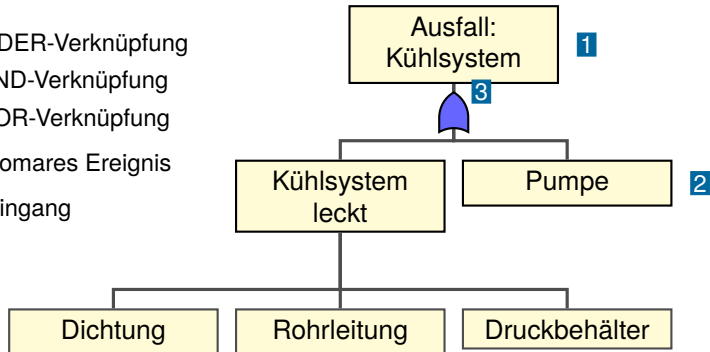 DER-Verknüpfung
ND-Verknüpfung
OR-Verknüpfung
omares Ereignis
ingang
Ausfall:
Kühlsystem
1
3
Kühlsystem
leckt
Pumpe
2
Dichtung
Rohrleitung
Druckbehälter